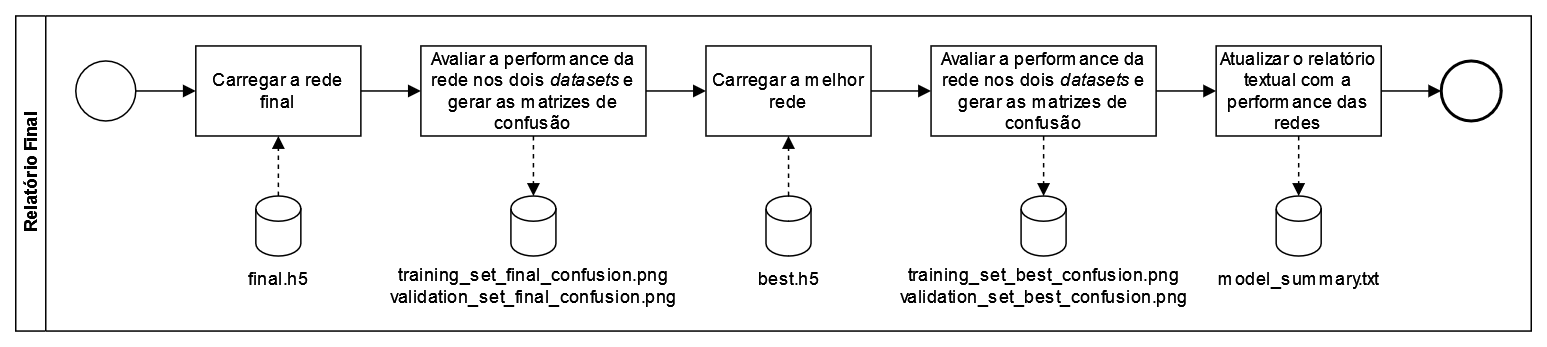 Relatório Final
Carregar a rede
final
Avaliar a performance da
rede nos dois datasets e
gerar as matrizes de
confusão
Carregar a melhor
rede
Avaliar a performance da
rede nos dois datasets e
gerar as matrizes de
confusão
Atualizar o relatório
textual com a
performance das
redes
final.h5
training_set_final_confusion.png
validation_set_final_confusion.png
best.h5
training_set_best_confusion.png
validation_set_best_confusion.png
model_summary.txt